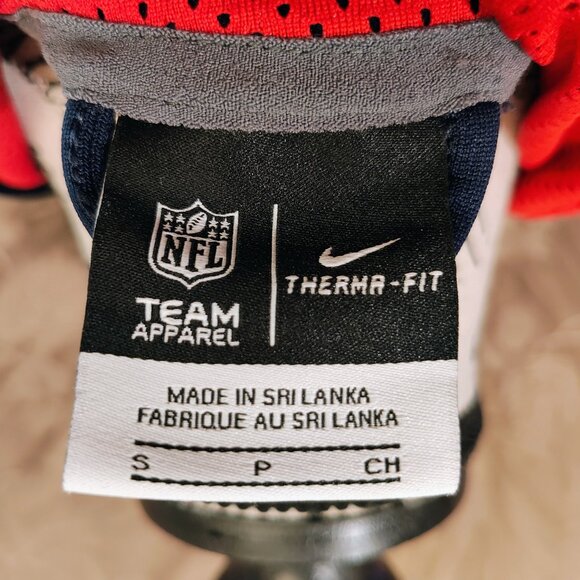 NFL
TEAM
APPAREL
THERMA-FIT
MADE IN SRI LANKA
FABRIQUE AU SRI LANKA
S P CH